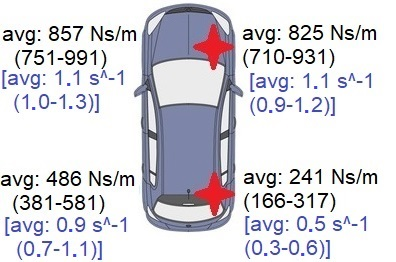 avg: 857 Ns/m
(751-991)
[avg: 1.1 s^-1
(1.0-1.3)]
avg: 825 Ns/m
(710-931)
[avg: 1.1 s^-1
(0.9-1.2)]
avg: 486 Ns/m
(381-581)
[avg: 0.9 s^-1
(0.7-1.1)]
avg: 241 Ns/m
(166-317)
[avg: 0.5 s^-1
(0.3-0.6)]